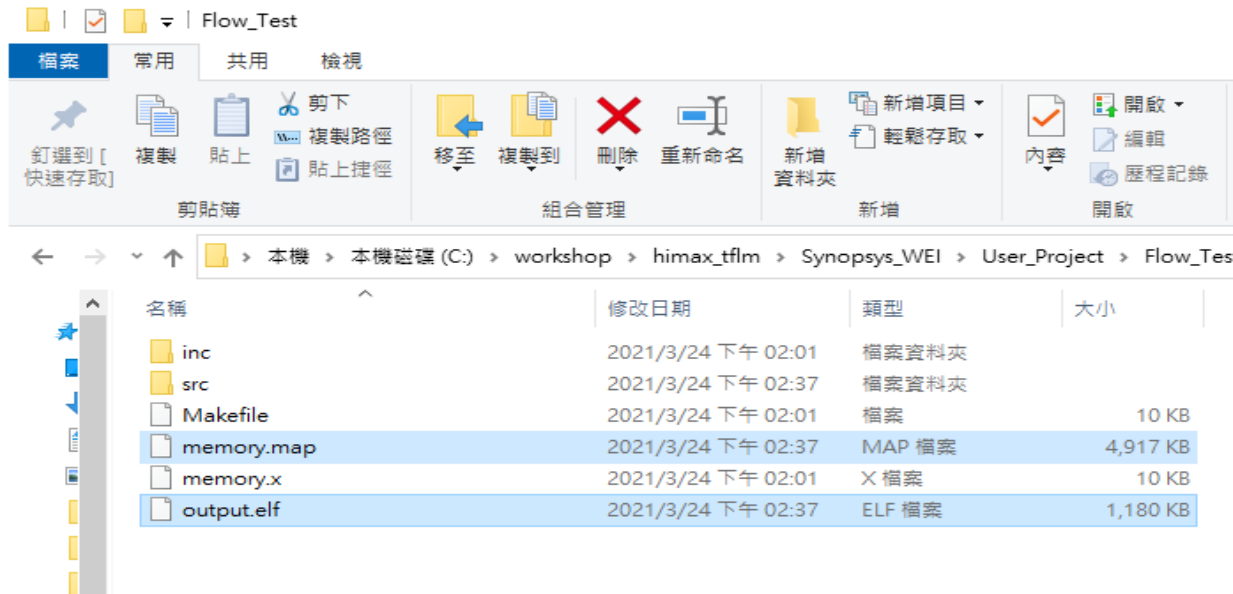 Flow_Test
檔案 常用 共用 檢視
釘選到 [
快速存取]
複製
貼上
剪下
複製路徑
貼上捷徑
剪貼簿
移至
複製到
刪除
重新命名
組合管理
新增
資料夾
新增項目
輕鬆存取
新增
內容
開啟
編輯
歷程記錄
開啟
本機 › 本機磁碟 (C:) › workshop › himax_tflm › Synopsys_WEI › User_Project › Flow_Tes
名稱 修改日期 類型 大小
inc 2021/3/24 下午 02:01 檔案資料夾
src 2021/3/24 下午 02:37 檔案資料夾
Makefile 2021/3/24 下午 02:01 檔案 10 KB
memory.map 2021/3/24 下午 02:37 MAP 檔案 4,917 KB
memory.x 2021/3/24 下午 02:01 X 檔案 10 KB
output.elf 2021/3/24 下午 02:37 ELF 檔案 1,180 KB